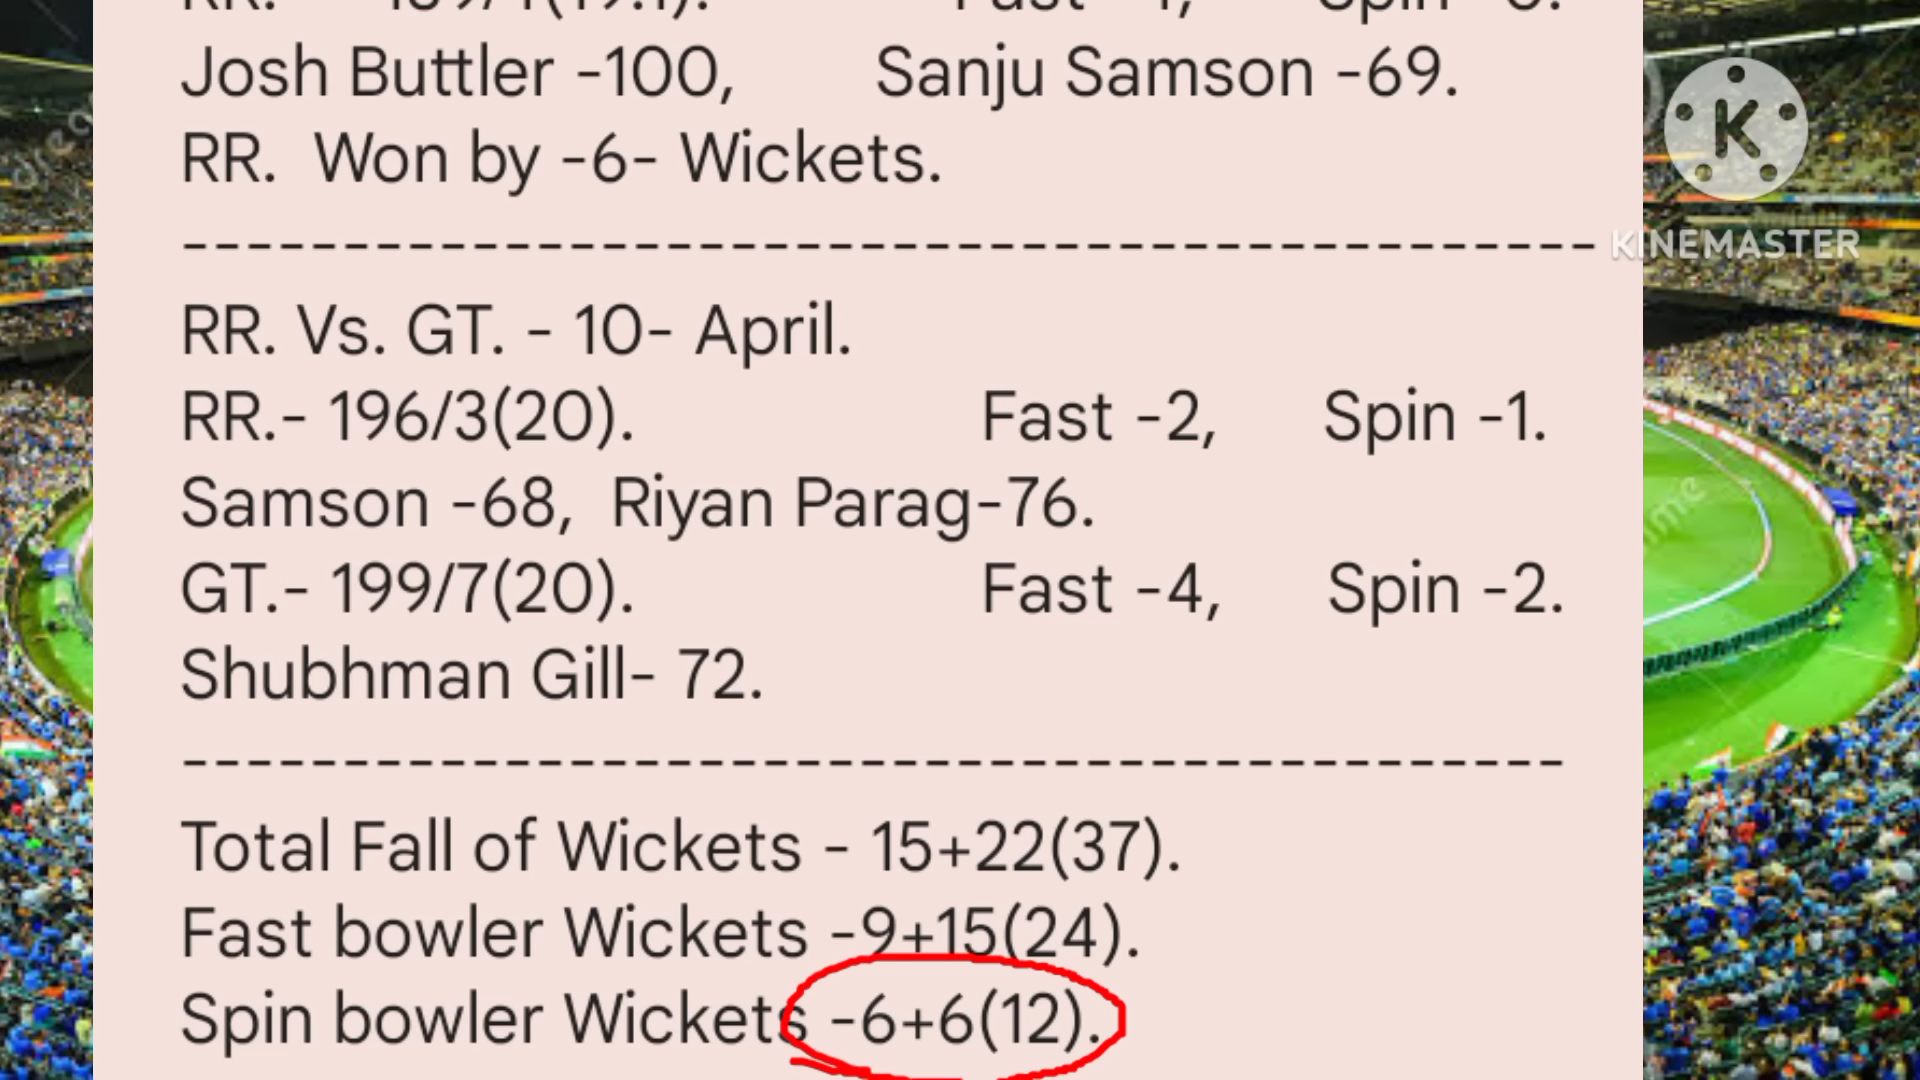 Josh Buttler -100, Sanju Samson -69.
RR. Won by -6- Wickets.
--------------------------------------------
K
KINEMASTER
RR. Vs. GT. - 10- April.
RR.- 196/3(20). Fast -2, Spin -1.
Samson -68, Riyan Parag-76.
GT.- 199/7(20). Fast -4, Spin -2.
Shubhman Gill- 72.
-------------------------------------------
Total Fall of Wickets - 15+22(37).
Fast bowler Wickets -9+15(24).
Spin bowler Wickets -6+6(12).